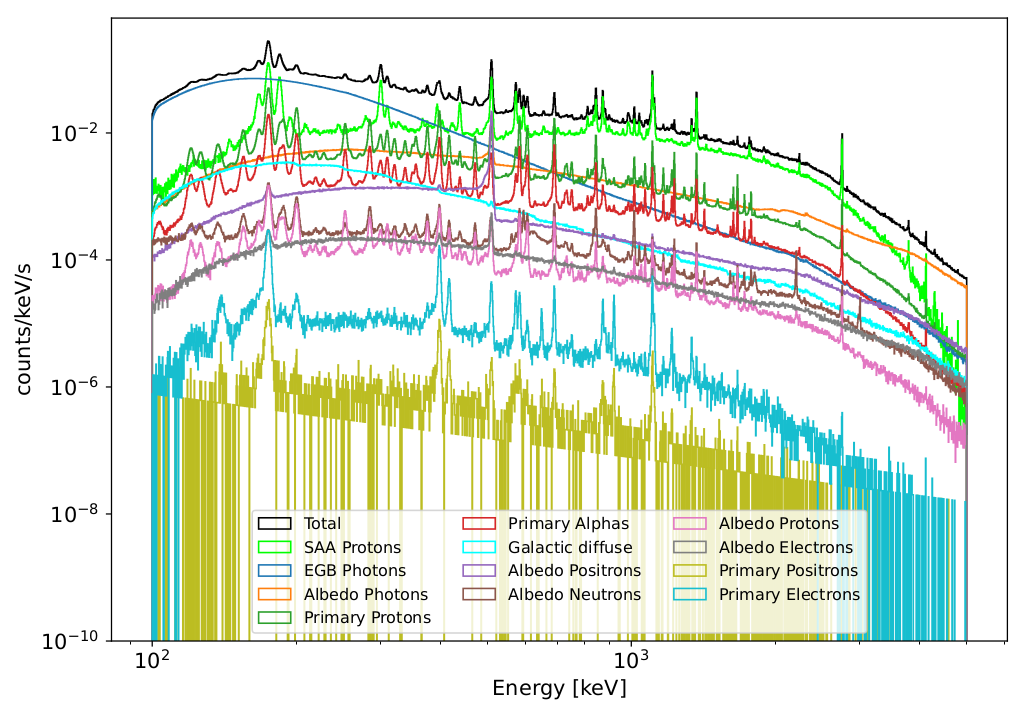 10^−2
10^−4
10^−6
10^−8
10^−10
counts/keV/s
Total
SAA Protons
EGB Photons
Albedo Photons
Primary Protons
Primary Alphas
Galactic diffuse
Albedo Positrons
Albedo Neutrons
Albedo Protons
Albedo Electrons
Primary Positrons
Primary Electrons
10^2
10^3
Energy [keV]